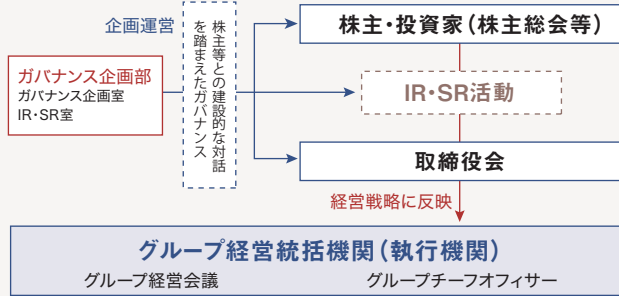 企画運営
ガバナンス企画部
ガバナンス企画室
IR・SR室
株主等との建設的な対話
を踏まえたガバナンス
株主・投資家(株主総会等)
IR・SR活動
取締役会
経営戦略に反映
グループ経営統括機関(執行機関)
グループ経営会議
グループチーフオフィサー